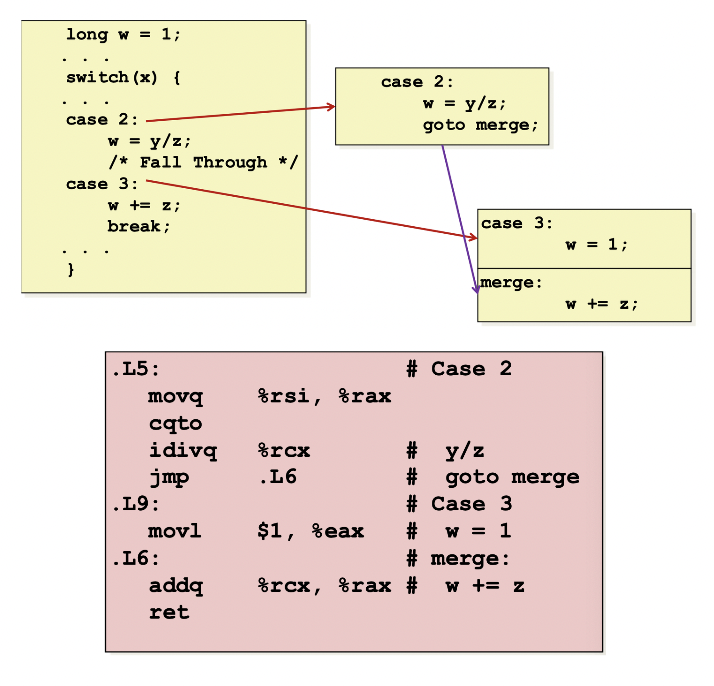 long w = 1;
. . .
switch(x) {
. . .
case 2:
w = y/z;
/* Fall Through */
case 3:
w += z;
break;
. . .
}
case 2:
w = y/z;
goto merge;
case 3:
w = 1;
merge:
w += z;
.L5: # Case 2
movq %rsi, %rax
cqto
idivq %rcx # y/z
jmp .L6 # goto merge
.L9: # Case 3
movl $1, %eax # w = 1
.L6: # merge:
addq %rcx, %rax # w += z
ret